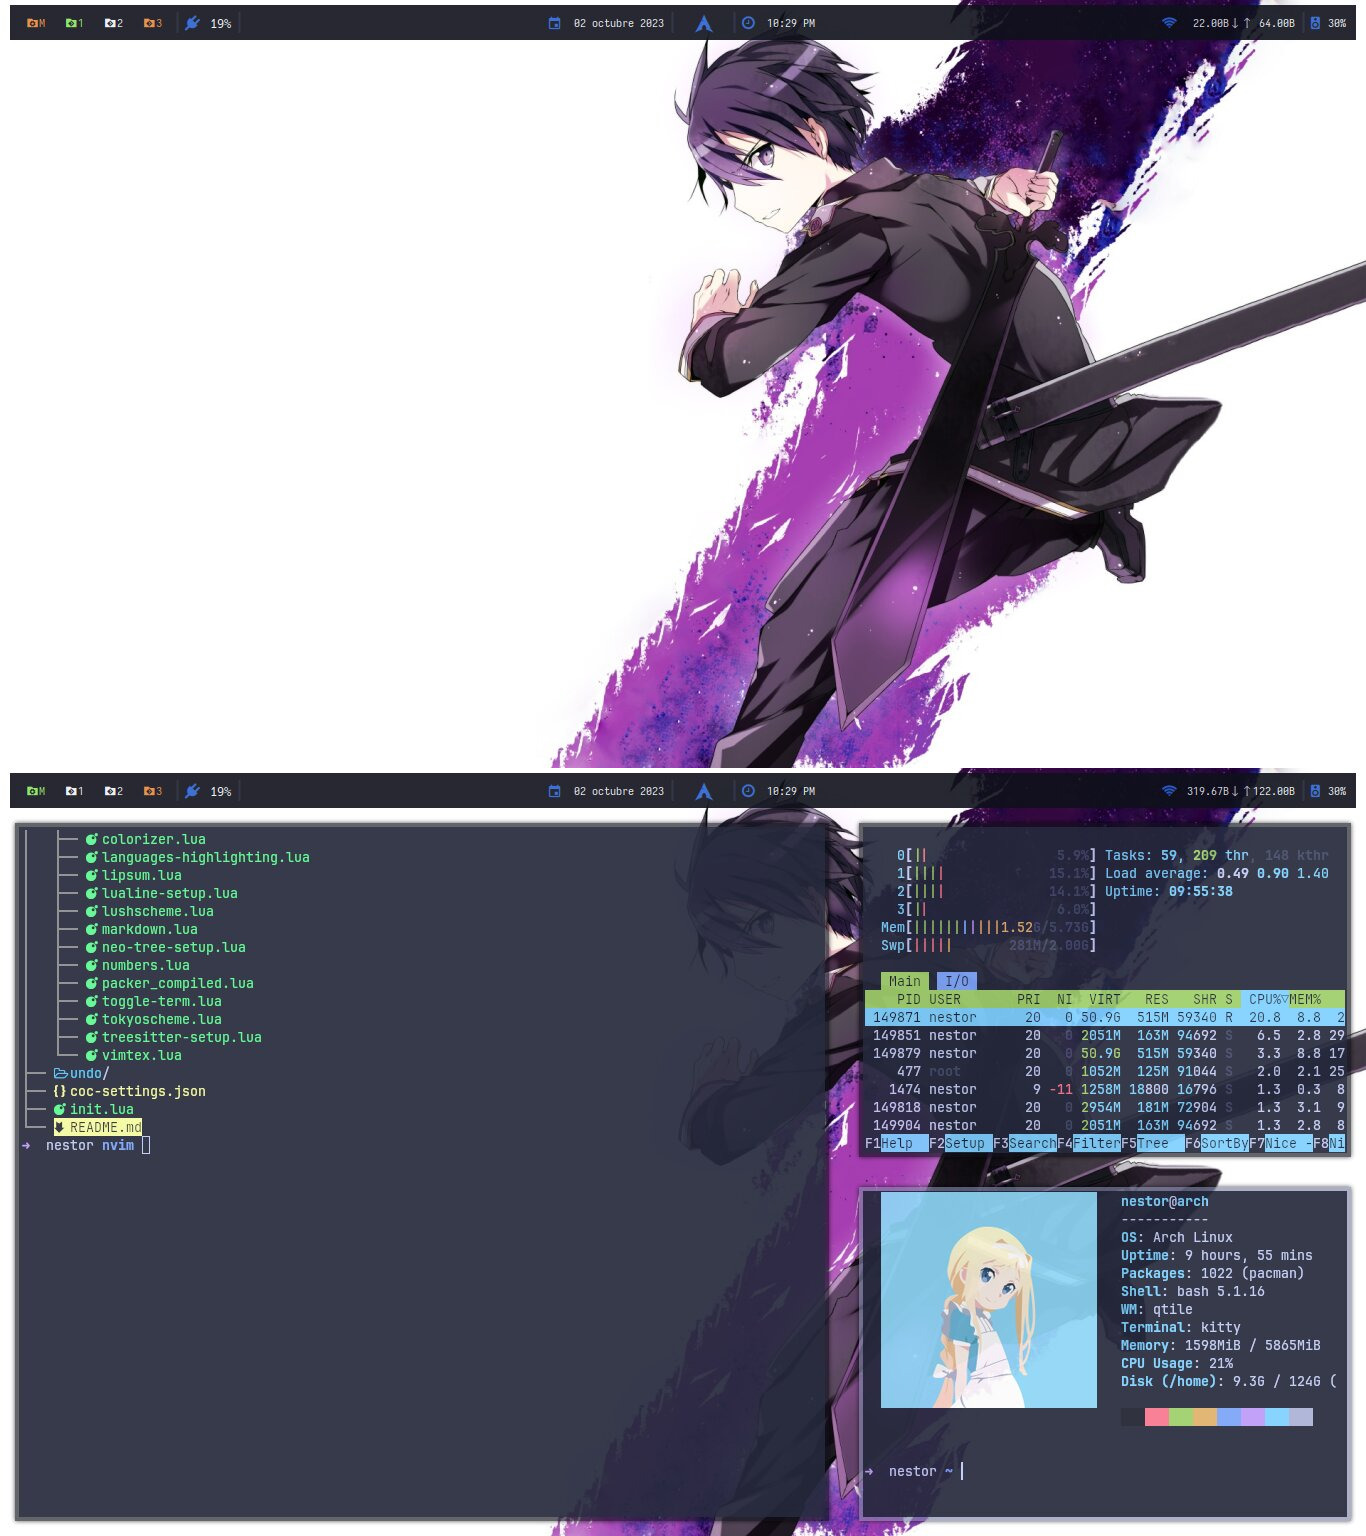 M 1 2 3 19% 02 octubre 2023 10:29 PM 22.00B↓↑ 64.00B 30%
M 1 2 3 19% 02 octubre 2023 10:29 PM 319.67B↓↑122.00B 30%
colorizer.lua
languages-highlighting.lua
lipsum.lua
lualine-setup.lua
lushscheme.lua
markdown.lua
neo-tree-setup.lua
numbers.lua
packer_compiled.lua
toggle-term.lua
tokyoscheme.lua
treesitter-setup.lua
vimtex.lua
undo/
{} coc-settings.json
init.lua
README.md
➜ nestor nvim
0[|| 5.9%] Tasks: 59, 209 thr, 148 kthr
1[|||| 15.1%] Load average: 0.49 0.90 1.40
2[|||| 14.1%] Uptime: 09:55:38
3[|| 6.0%]
Mem[|||||||||||1.52G/5.73G]
Swp[||||| 281M/2.00G]
Main I/O
PID USER PRI NI VIRT RES SHR S CPU%▽MEM%
149871 nestor 20 0 50.9G 515M 59340 R 20.8 8.8 2
149851 nestor 20 0 2051M 163M 94692 S 6.5 2.8 29
149879 nestor 20 0 50.9G 515M 59340 S 3.3 8.8 17
477 root 20 0 1052M 125M 91044 S 2.0 2.1 25
1474 nestor 9 -11 1258M 18800 16796 S 1.3 0.3 8
149818 nestor 20 0 2954M 181M 72904 S 1.3 3.1 9
149904 nestor 20 0 2051M 163M 94692 S 1.3 2.8 8
F1Help F2Setup F3SearchF4FilterF5Tree F6SortByF7Nice -F8Ni
nestor@arch
-----------
OS: Arch Linux
Uptime: 9 hours, 55 mins
Packages: 1022 (pacman)
Shell: bash 5.1.16
WM: qtile
Terminal: kitty
Memory: 1598MiB / 5865MiB
CPU Usage: 21%
Disk (/home): 9.3G / 124G (
➜ nestor ~